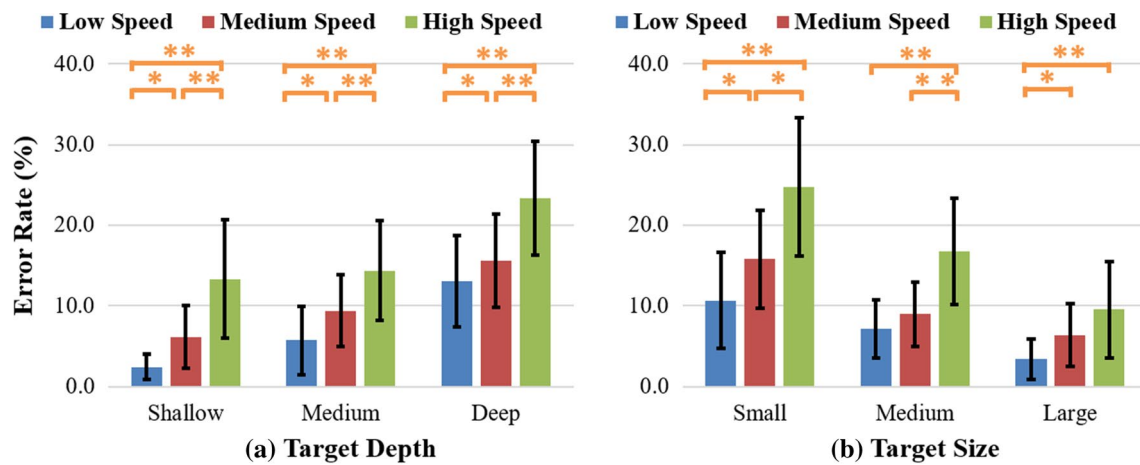 Low Speed Medium Speed High Speed
Low Speed Medium Speed High Speed
** ** ** ** ** **
* ** * ** * ** * * * * *
40.0 40.0
30.0 30.0
20.0 20.0
10.0 10.0
0.0 0.0
Error Rate (%)
Shallow Medium Deep
Small Medium Large
(a) Target Depth
(b) Target Size